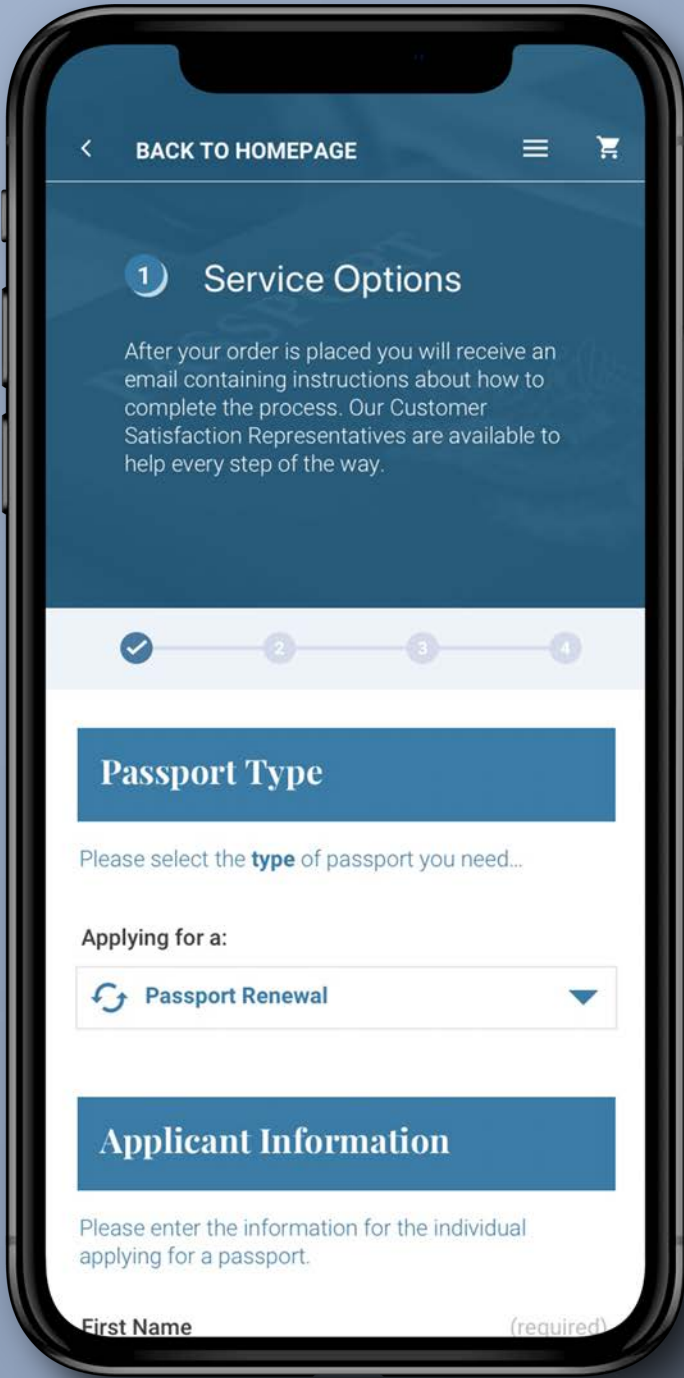 BACK TO HOMEPAGE
1 Service Options
After your order is placed you will receive an
email containing instructions about how to
complete the process. Our Customer
Satisfaction Representatives are available to
help every step of the way.
PASSPORT
2 3 4
Passport Type
Please select the type of passport you need...
Applying for a:
Passport Renewal
Applicant Information
Please enter the information for the individual
applying for a passport.
First Name (required)